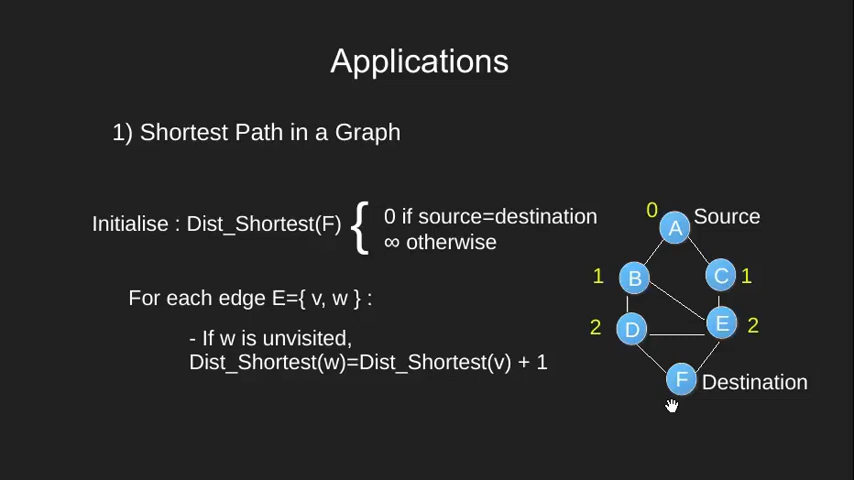 Applications
1) Shortest Path in a Graph
Initialise : Dist_Shortest(F) { 0 if source=destination
∞ otherwise
For each edge E={ v, w } :
- If w is unvisited,
Dist_Shortest(w)=Dist_Shortest(v) + 1
0 A Source
1 B C 1
2 D E 2
F Destination